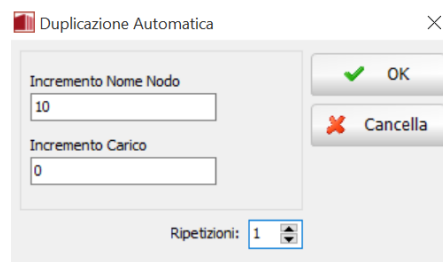 Duplicazione Automatica
Incremento Nome Nodo
10
Incremento Carico
0
Ripetizioni: 1
OK
Cancella